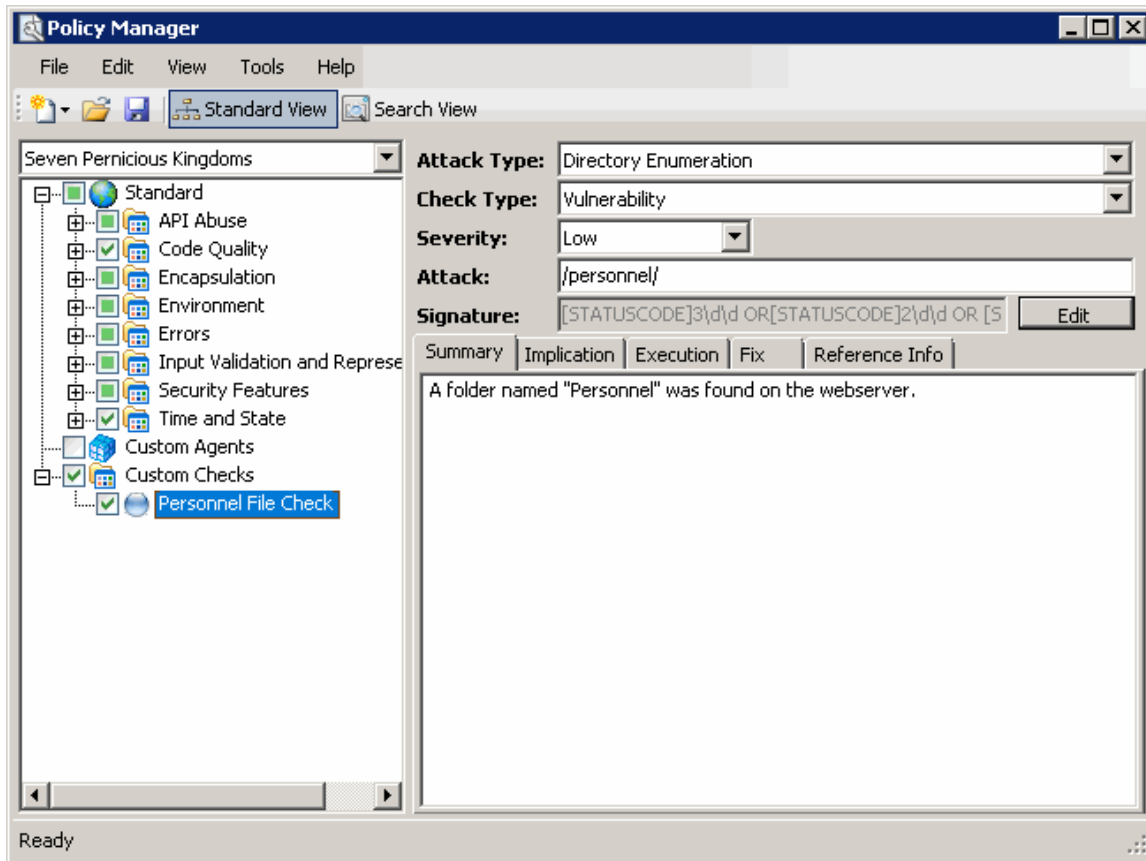 Policy Manager
File Edit View Tools Help
Standard View Search View
Seven Pernicious Kingdoms
Standard
API Abuse
Code Quality
Encapsulation
Environment
Errors
Input Validation and Represe
Security Features
Time and State
Custom Agents
Custom Checks
Personnel File Check
Attack Type: Directory Enumeration
Check Type: Vulnerability
Severity: Low
Attack: /personnel/
Signature: [STATUSCODE]3\d\d OR[STATUSCODE]2\d\d OR [S Edit
Summary Implication Execution Fix Reference Info
A folder named "Personnel" was found on the webserver.
Ready